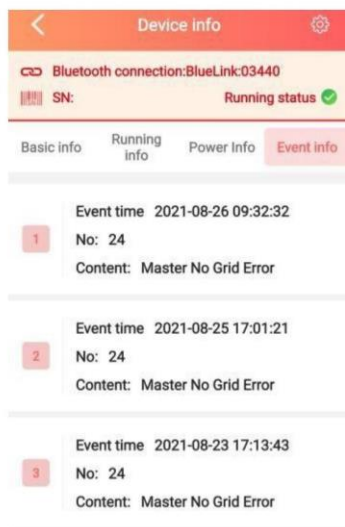 Device info
Bluetooth connection:BlueLink:03440
SN: Running status
Basic info Running info Power Info Event info
Event time 2021-08-26 09:32:32
1 No: 24
Content: Master No Grid Error
Event time 2021-08-25 17:01:21
2 No: 24
Content: Master No Grid Error
Event time 2021-08-23 17:13:43
3 No: 24
Content: Master No Grid Error